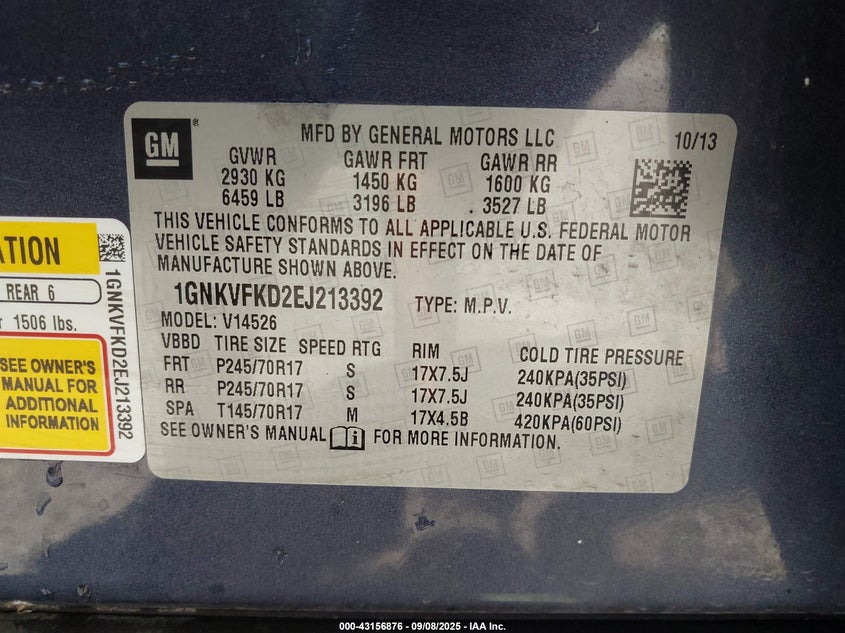 GM ®
MFD BY GENERAL MOTORS LLC
10/13
GVWR GAWR FRT GAWR RR
2930 KG 1450 KG 1600 KG
6459 LB 3196 LB 3527 LB
THIS VEHICLE CONFORMS TO ALL APPLICABLE U.S. FEDERAL MOTOR
VEHICLE SAFETY STANDARDS IN EFFECT ON THE DATE OF
MANUFACTURE SHOWN ABOVE.
1GNKVFKD2EJ213392 TYPE: M.P.V.
MODEL: V14526
VBBD TIRE SIZE SPEED RTG RIM COLD TIRE PRESSURE
FRT P245/70R17 S 17X7.5J 240KPA(35PSI)
RR P245/70R17 S 17X7.5J 240KPA(35PSI)
SPA T145/70R17 M 17X4.5B 420KPA(60PSI)
SEE OWNER'S MANUAL i FOR MORE INFORMATION.
REAR 6
1506 lbs.
SEE OWNER'S
MANUAL FOR
ADDITIONAL
INFORMATION
1GNKVFKD2EJ213392
000-43156876 - 09/08/2025 - IAA Inc.